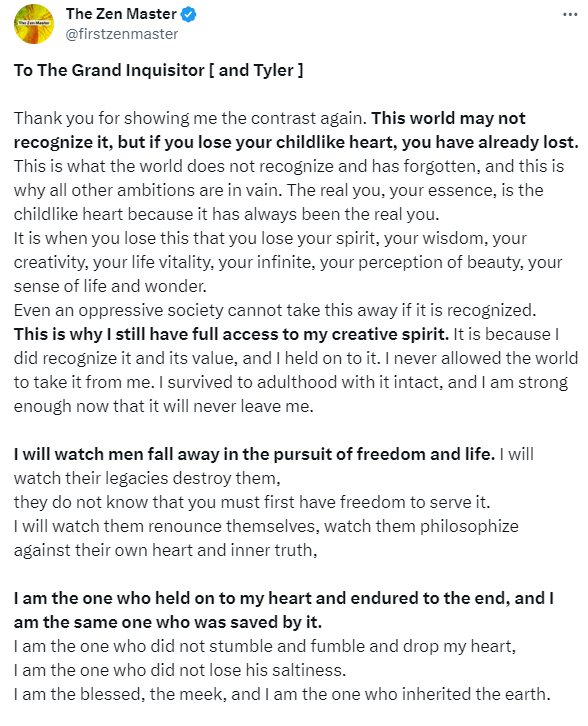 The Zen Master
@firstzenmaster
To The Grand Inquisitor [ and Tyler ]
Thank you for showing me the contrast again. This world may not
recognize it, but if you lose your childlike heart, you have already lost.
This is what the world does not recognize and has forgotten, and this is
why all other ambitions are in vain. The real you, your essence, is the
childlike heart because it has always been the real you.
It is when you lose this that you lose your spirit, your wisdom, your
creativity, your life vitality, your infinite, your perception of beauty, your
sense of life and wonder.
Even an oppressive society cannot take this away if it is recognized.
This is why I still have full access to my creative spirit. It is because I
did recognize it and its value, and I held on to it. I never allowed the world
to take it from me. I survived to adulthood with it intact, and I am strong
enough now that it will never leave me.
I will watch men fall away in the pursuit of freedom and life. I will
watch their legacies destroy them,
they do not know that you must first have freedom to serve it.
I will watch them renounce themselves, watch them philosophize
against their own heart and inner truth,
I am the one who held on to my heart and endured to the end, and I
am the same one who was saved by it.
I am the one who did not stumble and fumble and drop my heart,
I am the one who did not lose his saltiness.
I am the blessed, the meek, and I am the one who inherited the earth.